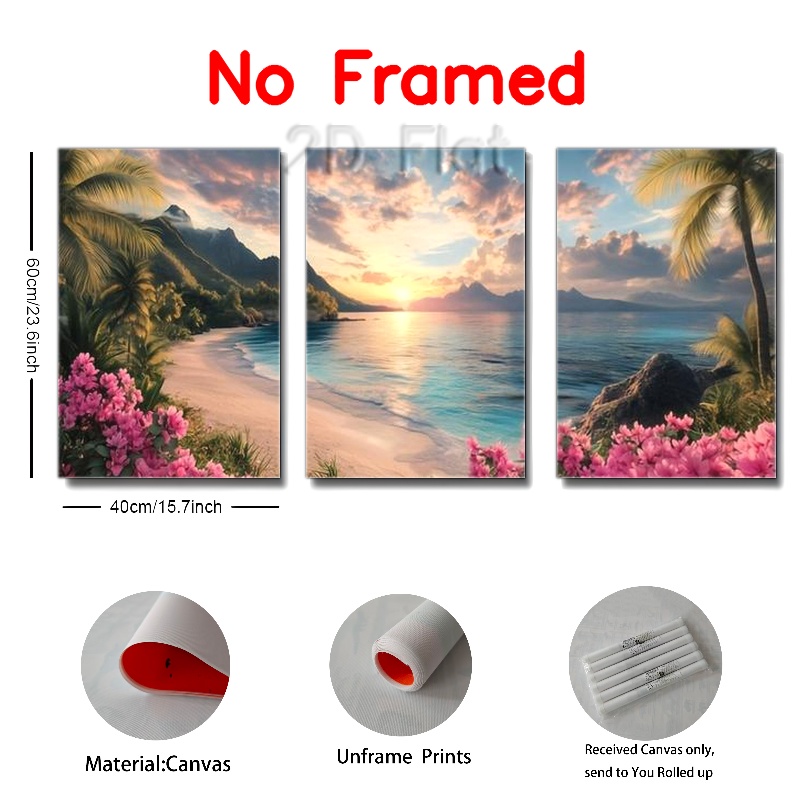 No Framed
2D Flat
60cm/23.6inch
40cm/15.7inch
Material:Canvas
Unframe Prints
Received Canvas only,
send to You Rolled up